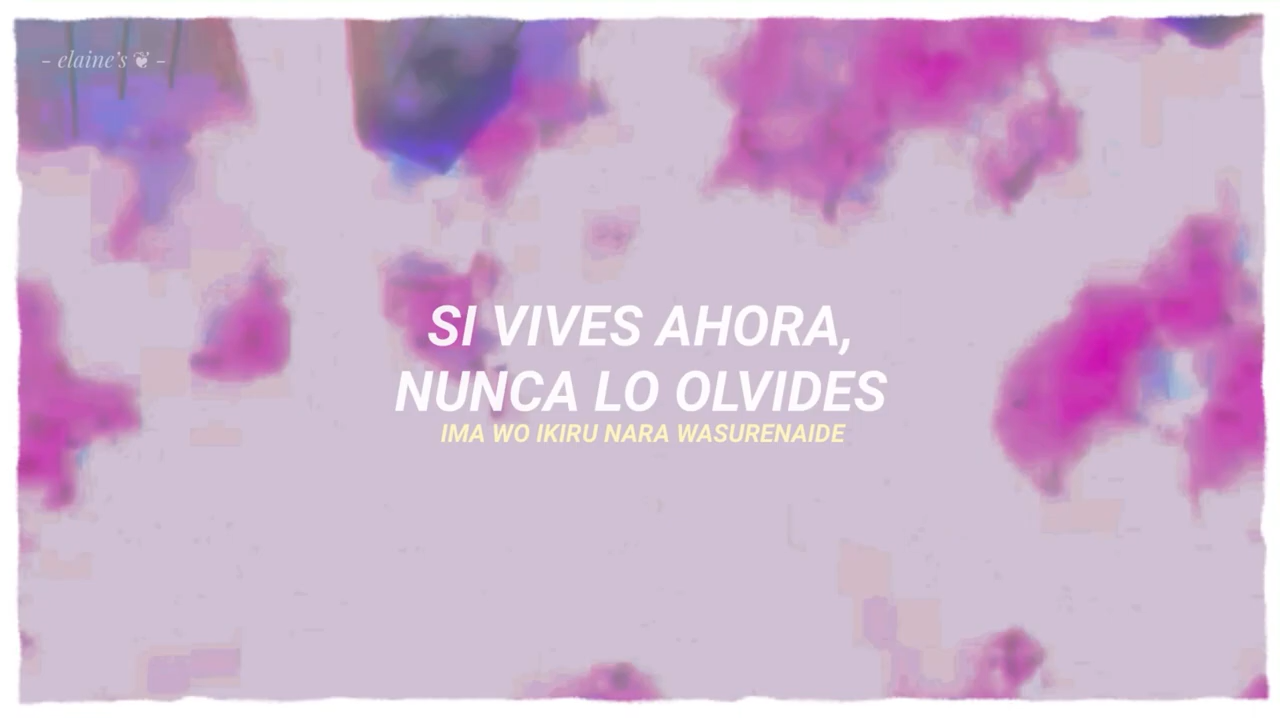 - elaine's ❦ -
SI VIVES AHORA,
NUNCA LO OLVIDES
IMA WO IKIRU NARA WASURENAIDE